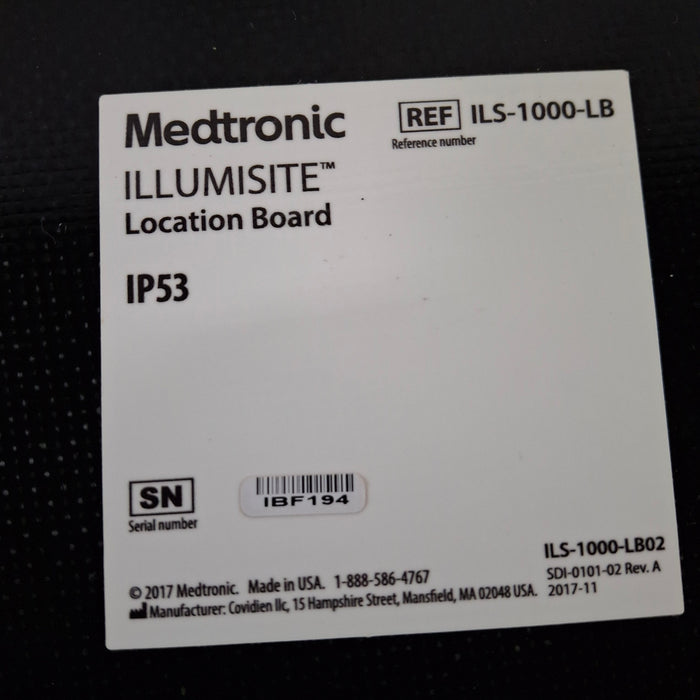 Medtronic
REF ILS-1000-LB
Reference number
ILLUMISITE™
Location Board
IP53
SN
Serial number
IBF194
ILS-1000-LB02
SDI-0101-02 Rev. A
2017-11
© 2017 Medtronic. Made in USA. 1-888-586-4767
Manufacturer: Covidien llc, 15 Hampshire Street, Mansfield, MA 02048 USA.